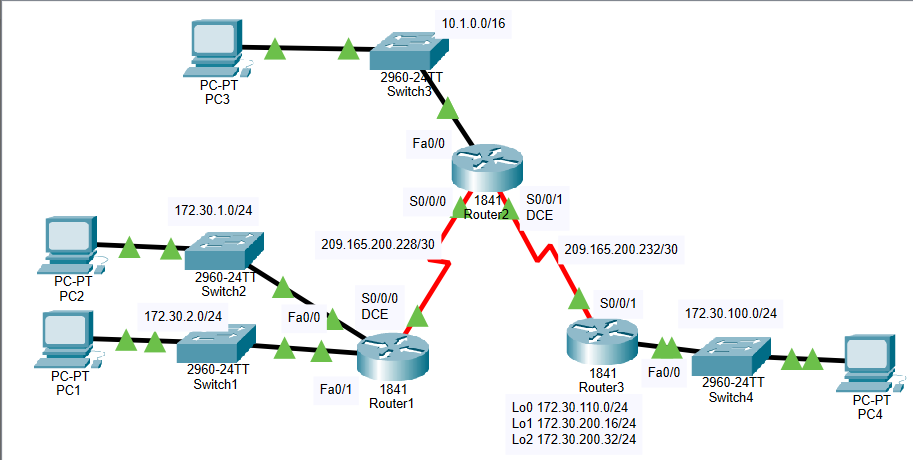 10.1.0.0/16
PC-PT
PC3
2960-24TT
Switch3
Fa0/0
1841
Router2
S0/0/0
S0/0/1
DCE
172.30.1.0/24
209.165.200.228/30
209.165.200.232/30
PC-PT
PC2
2960-24TT
Switch2
S0/0/0
DCE
S0/0/1
172.30.2.0/24
Fa0/0
172.30.100.0/24
PC-PT
PC1
2960-24TT
Switch1
Fa0/1
1841
Router1
1841
Router3
Fa0/0
2960-24TT
Switch4
PC-PT
PC4
Lo0 172.30.110.0/24
Lo1 172.30.200.16/24
Lo2 172.30.200.32/24